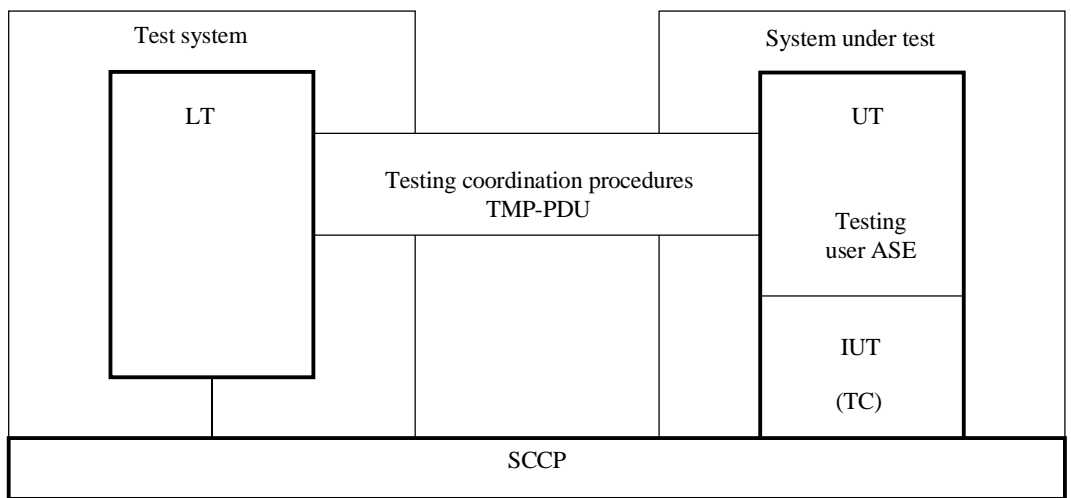 Test system
System under test
LT
UT
Testing coordination procedures
TMP-PDU
Testing
user ASE
IUT
(TC)
SCCP